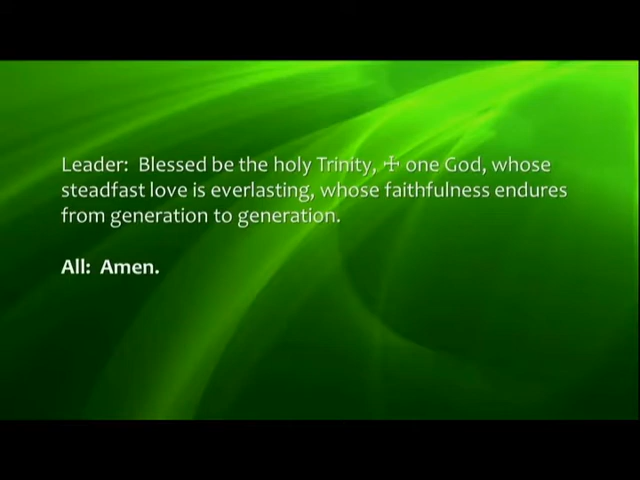 Leader:  Blessed be the holy Trinity, ☩ one God, whose
steadfast love is everlasting, whose faithfulness endures
from generation to generation.
All:  Amen.